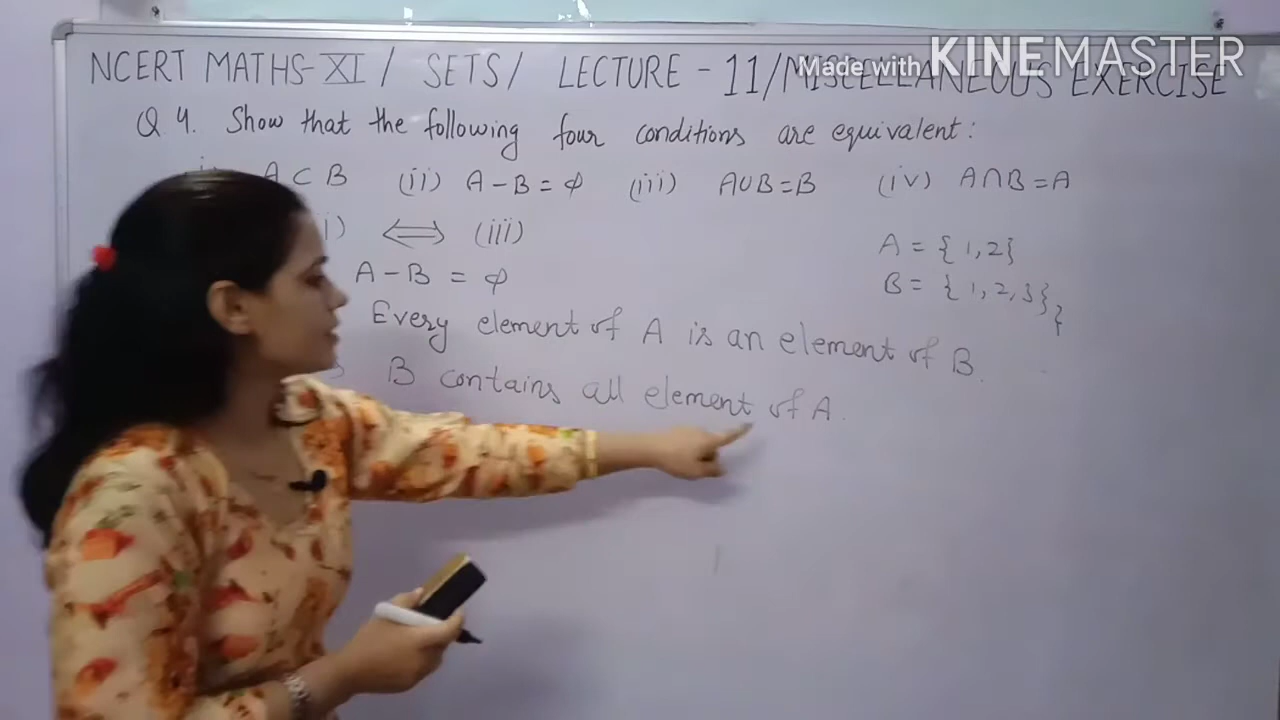 NCERT MATHS-XI / SETS / LECTURE - 11/MISCELLANEOUS EXERCISE
Made with KINEMASTER
Q 4. Show that the following four conditions are equivalent:
A ⊂ B (ii) A - B = φ (iii) A∪B = B (iv) A∩B = A
i) ⟺ (iii)
A = {1,2}
A - B = φ
B = {1, 2, 3}}
Every element of A is an element of B.
B contains all element of A.